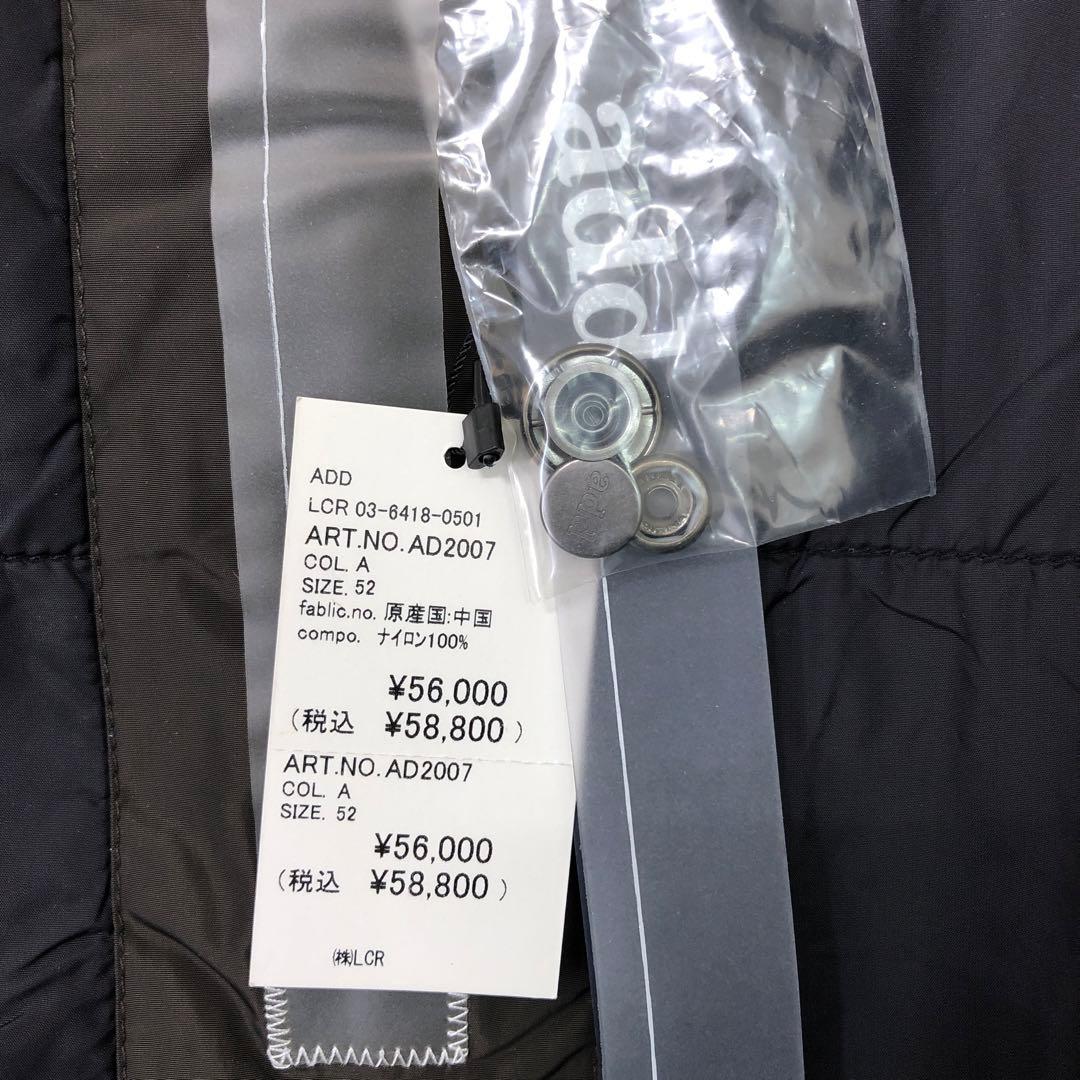 add
add
ADD
LCR 03-6418-0501
ART.NO.AD2007
COL. A
SIZE. 52
fablic.no. 原産国:中国
compo. ナイロン100%
¥56,000
(税込 ¥58,800)
ART.NO.AD2007
COL. A
SIZE. 52
¥56,000
(税込 ¥58,800)
㈱LCR